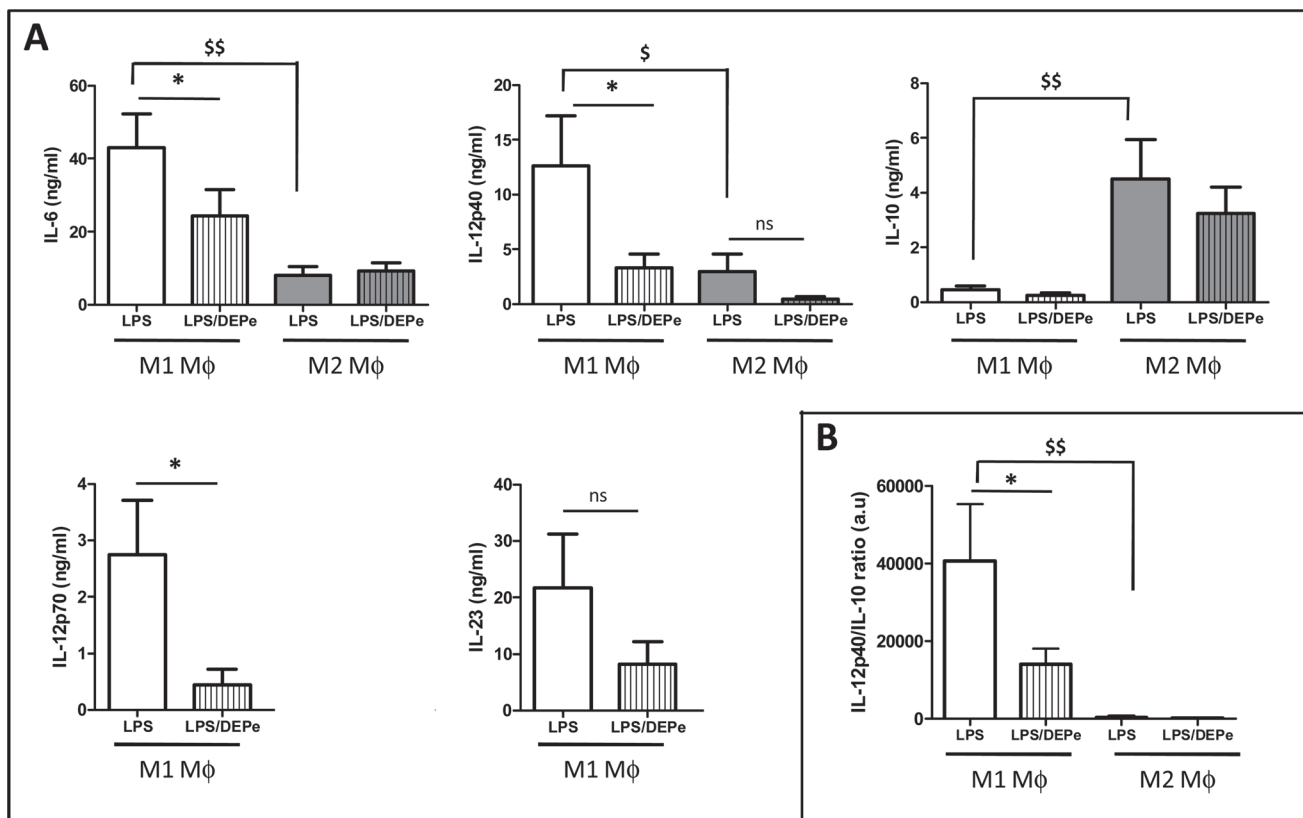 A
$$
*
60
40
20
0
IL-6 (ng/ml)
LPS LPS/DEPe LPS LPS/DEPe
M1 Mϕ M2 Mϕ
$
*
ns
20
15
10
5
0
IL-12p40 (ng/ml)
LPS LPS/DEPe LPS LPS/DEPe
M1 Mϕ M2 Mϕ
$$
8
6
4
2
0
IL-10 (ng/ml)
LPS LPS/DEPe LPS LPS/DEPe
M1 Mϕ M2 Mϕ
*
4
3
2
1
0
IL-12p70 (ng/ml)
LPS LPS/DEPe
M1 Mϕ
ns
40
30
20
10
0
IL-23 (ng/ml)
LPS LPS/DEPe
M1 Mϕ
B
$$
*
60000
40000
20000
0
IL-12p40/IL-10 ratio (a.u)
LPS LPS/DEPe LPS LPS/DEPe
M1 Mϕ M2 Mϕ